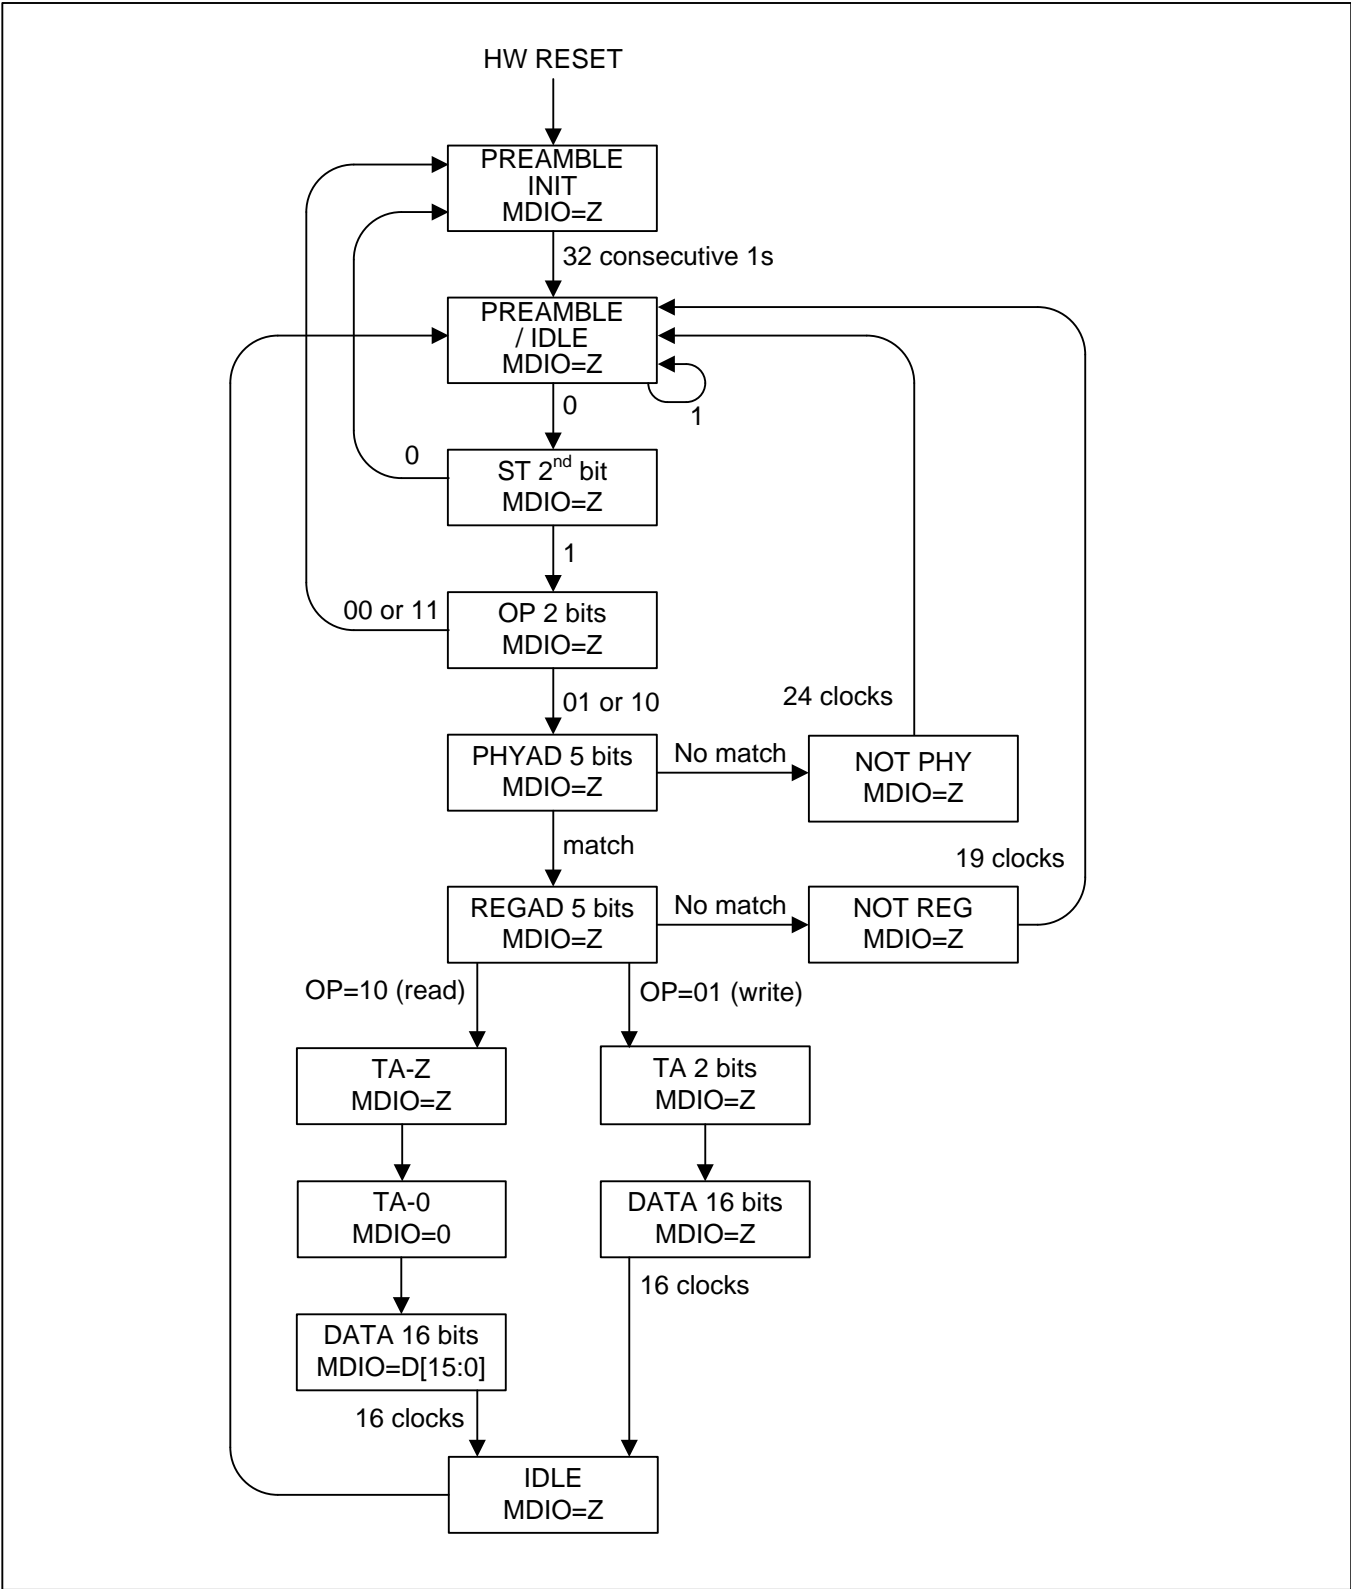 HW RESET
PREAMBLE
INIT
MDIO=Z
32 consecutive 1s
PREAMBLE
/ IDLE
MDIO=Z
1
0
0
ST 2nd bit
MDIO=Z
1
00 or 11
OP 2 bits
MDIO=Z
01 or 10
24 clocks
PHYAD 5 bits
MDIO=Z
No match
NOT PHY
MDIO=Z
match
19 clocks
REGAD 5 bits
MDIO=Z
No match
NOT REG
MDIO=Z
OP=10 (read)
OP=01 (write)
TA-Z
MDIO=Z
TA 2 bits
MDIO=Z
TA-0
MDIO=0
DATA 16 bits
MDIO=Z
16 clocks
DATA 16 bits
MDIO=D[15:0]
16 clocks
IDLE
MDIO=Z